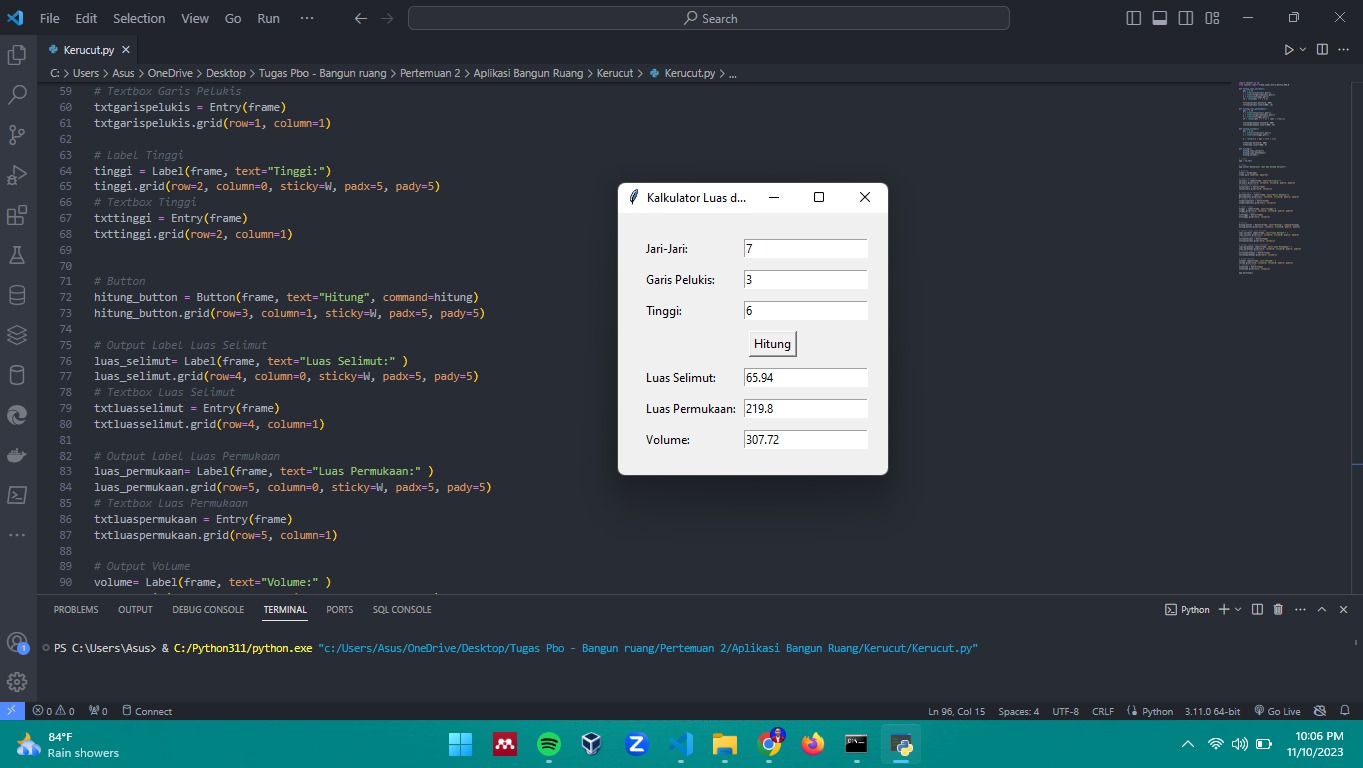 File Edit Selection View Go Run ··· Search
Kerucut.py
C: > Users > Asus > OneDrive > Desktop > Tugas Pbo - Bangun ruang > Pertemuan 2 > Aplikasi Bangun Ruang > Kerucut > Kerucut.py > ...
59 # Textbox Garis Pelukis
60 txtgarispelukis = Entry(frame)
61 txtgarispelukis.grid(row=1, column=1)
62
63 # Label Tinggi
64 tinggi = Label(frame, text="Tinggi:")
65 tinggi.grid(row=2, column=0, sticky=W, padx=5, pady=5)
66 # Textbox Tinggi
67 txttinggi = Entry(frame)
68 txttinggi.grid(row=2, column=1)
69
70
71 # Button
72 hitung_button = Button(frame, text="Hitung", command=hitung)
73 hitung_button.grid(row=3, column=1, sticky=W, padx=5, pady=5)
74
75 # Output Label Luas Selimut
76 luas_selimut= Label(frame, text="Luas Selimut:" )
77 luas_selimut.grid(row=4, column=0, sticky=W, padx=5, pady=5)
78 # Textbox Luas Selimut
79 txtluasselimut = Entry(frame)
80 txtluasselimut.grid(row=4, column=1)
81
82 # Output Label Luas Permukaan
83 luas_permukaan= Label(frame, text="Luas Permukaan:" )
84 luas_permukaan.grid(row=5, column=0, sticky=W, padx=5, pady=5)
85 # Textbox Luas Permukaan
86 txtluaspermukaan = Entry(frame)
87 txtluaspermukaan.grid(row=5, column=1)
88
89 # Output Volume
90 volume= Label(frame, text="Volume:" )
Kalkulator Luas d...
Jari-Jari: 7
Garis Pelukis: 3
Tinggi: 6
Hitung
Luas Selimut: 65.94
Luas Permukaan: 219.8
Volume: 307.72
PROBLEMS OUTPUT DEBUG CONSOLE TERMINAL PORTS SQL CONSOLE Python
PS C:\Users\Asus> & C:/Python311/python.exe "c:/Users/Asus/OneDrive/Desktop/Tugas Pbo - Bangun ruang/Pertemuan 2/Aplikasi Bangun Ruang/Kerucut/Kerucut.py"
1
0 0 0 Connect Ln 96, Col 15 Spaces: 4 UTF-8 CRLF Python 3.11.0 64-bit Go Live
84°F
Rain showers
10:06 PM
11/10/2023